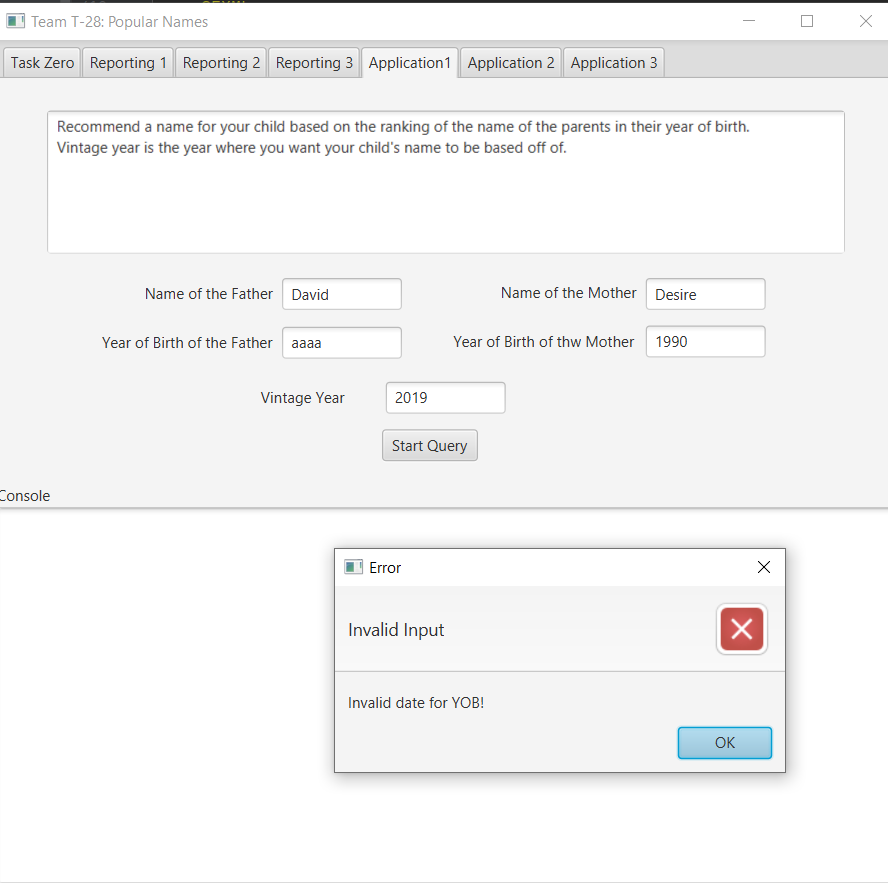 Team T-28: Popular Names
Task Zero Reporting 1 Reporting 2 Reporting 3 Application1 Application 2 Application 3
Recommend a name for your child based on the ranking of the name of the parents in their year of birth.
Vintage year is the year where you want your child's name to be based off of.
Name of the Father David Name of the Mother Desire
Year of Birth of the Father aaaa Year of Birth of thw Mother 1990
Vintage Year 2019
Start Query
Console
Error
Invalid Input
Invalid date for YOB!
OK